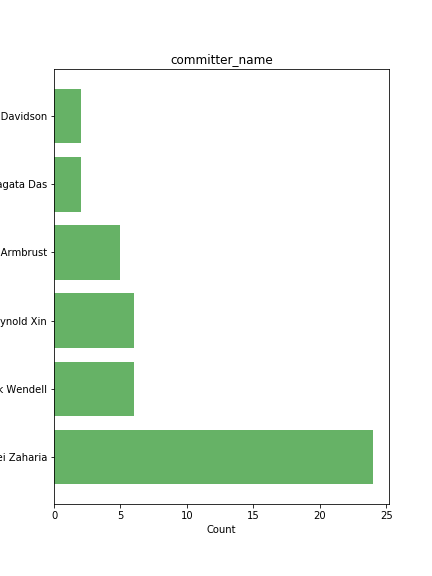 committer_name
Davidson
agata Das
Armbrust
ynold Xin
k Wendell
ei Zaharia
0 5 10 15 20 25
Count